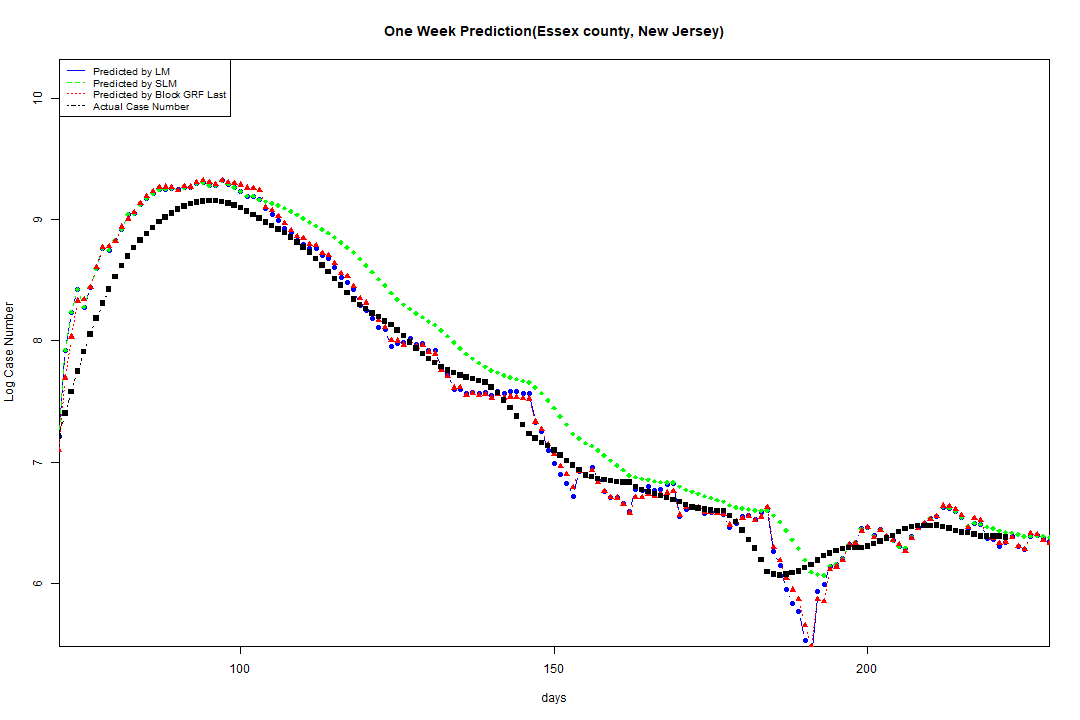 One Week Prediction(Essex county, New Jersey)
Predicted by LM
Predicted by SLM
Predicted by Block GRF Last
Actual Case Number
10
9
8
7
6
Log Case Number
100
150
200
days